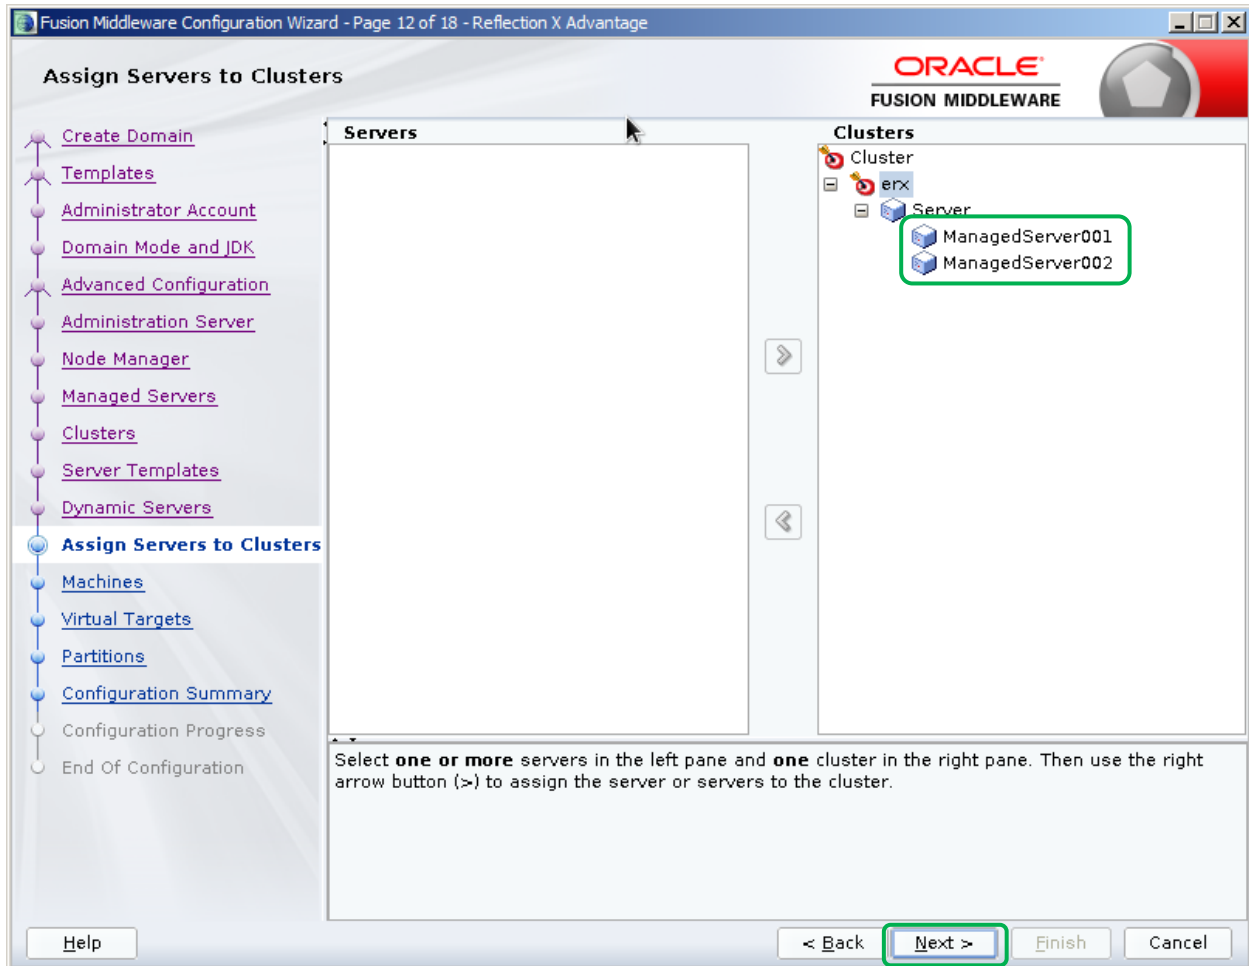 Fusion Middleware Configuration Wizard - Page 12 of 18 - Reflection X Advantage
Assign Servers to Clusters
ORACLE
FUSION MIDDLEWARE
Create Domain
Templates
Administrator Account
Domain Mode and JDK
Advanced Configuration
Administration Server
Node Manager
Managed Servers
Clusters
Server Templates
Dynamic Servers
Assign Servers to Clusters
Machines
Virtual Targets
Partitions
Configuration Summary
Configuration Progress
End Of Configuration
Servers
Clusters
Cluster
erx
Server
ManagedServer001
ManagedServer002
Select one or more servers in the left pane and one cluster in the right pane. Then use the right
arrow button (>) to assign the server or servers to the cluster.
Help
< Back
Next >
Finish
Cancel